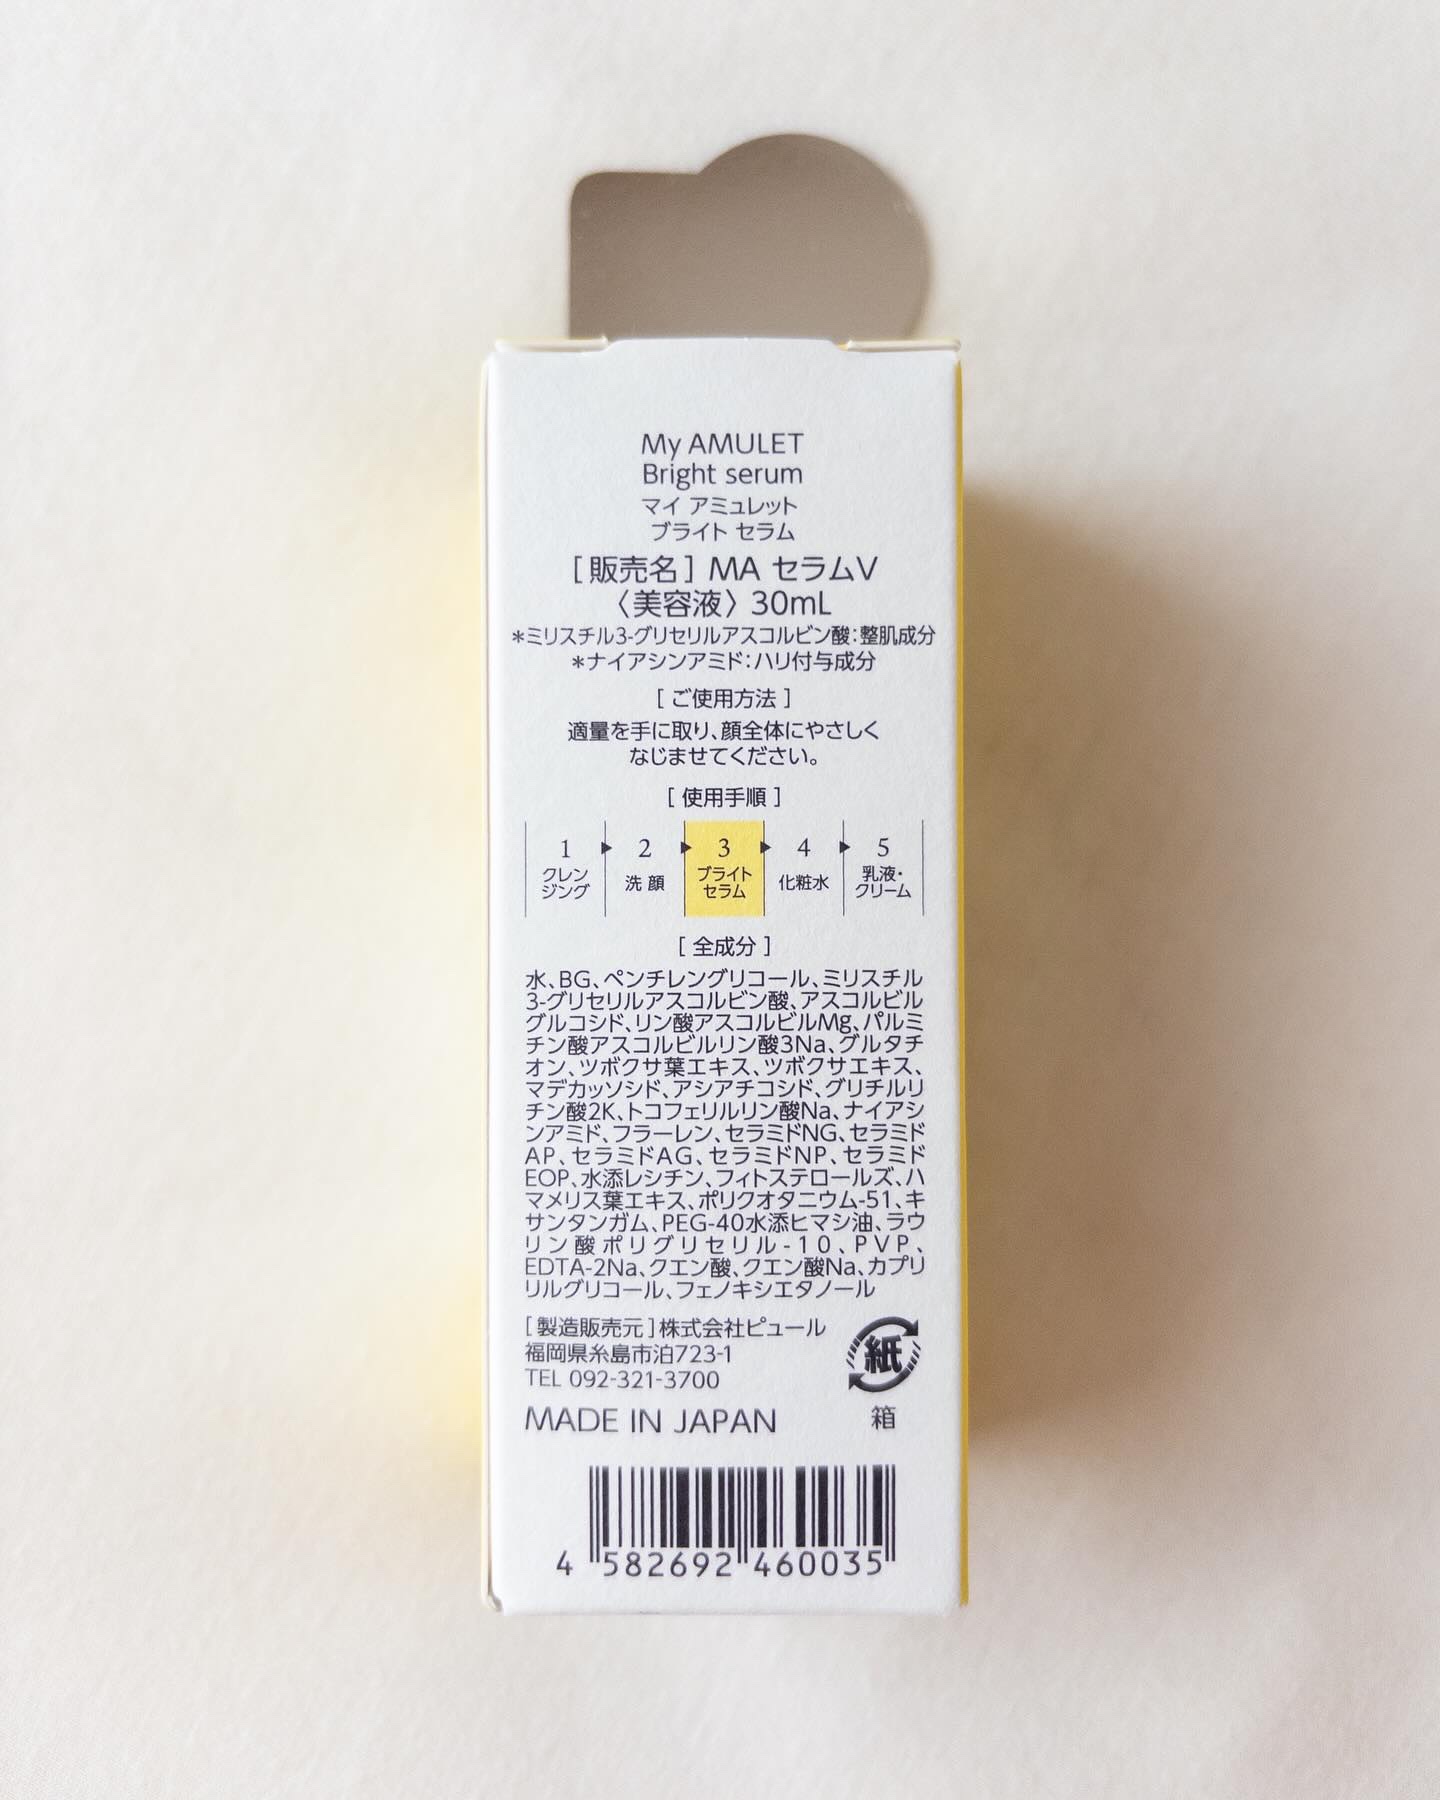 My AMULET
Bright serum
マイ アミュレット
ブライト セラム
[販売名] MA セラムV
〈美容液〉 30mL
*ミリスチル3-グリセリルアスコルビン酸:整肌成分
*ナイアシンアミド:ハリ付与成分
[ご使用方法]
適量を手に取り、顔全体にやさしく
なじませてください。
[使用手順]
1 ▶ 2 ▶ 3 ▶ 4 ▶ 5
クレン
ジング
洗顔
ブライト
セラム
化粧水
乳液・
クリーム
[全成分]
水、BG、ペンチレングリコール、ミリスチル
3-グリセリルアスコルビン酸、アスコルビル
グルコシド、リン酸アスコルビルMg、パルミ
チン酸アスコルビルリン酸3Na、グルタチ
オン、ツボクサ葉エキス、ツボクサエキス、
マデカッソシド、アシアチコシド、グリチルリ
チン酸2K、トコフェリルリン酸Na、ナイアシ
ンアミド、フラーレン、セラミドNG、セラミド
AP、セラミドAG、セラミドNP、セラミド
EOP、水添レシチン、フィトステロールズ、ハ
マメリス葉エキス、ポリクオタニウム-51、キ
サンタンガム、PEG-40水添ヒマシ油、ラウ
リン酸ポリグリセリル-10、PVP、
EDTA-2Na、クエン酸、クエン酸Na、カプリ
リルグリコール、フェノキシエタノール
[製造販売元]株式会社ピュール
福岡県糸島市泊723-1
TEL 092-321-3700
MADE IN JAPAN
紙
箱
4 582692 460035